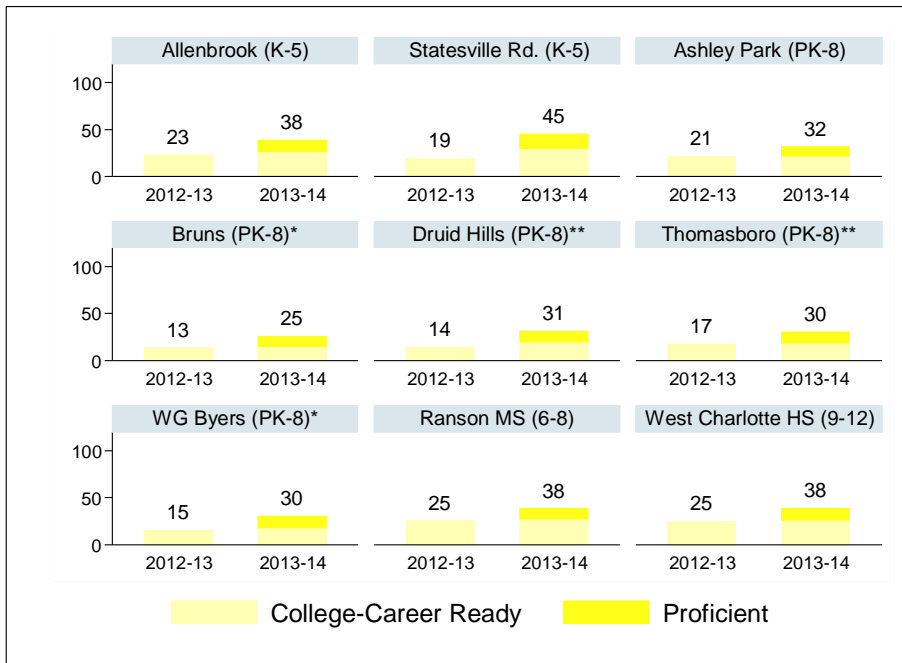 Allenbrook (K-5) Statesville Rd. (K-5) Ashley Park (PK-8)
100
50
0
23 38 19 45 21 32
2012-13 2013-14 2012-13 2013-14 2012-13 2013-14
Bruns (PK-8)* Druid Hills (PK-8)** Thomasboro (PK-8)**
100
50
0
13 25 14 31 17 30
2012-13 2013-14 2012-13 2013-14 2012-13 2013-14
WG Byers (PK-8)* Ranson MS (6-8) West Charlotte HS (9-12)
100
50
0
15 30 25 38 25 38
2012-13 2013-14 2012-13 2013-14 2012-13 2013-14
College-Career Ready Proficient